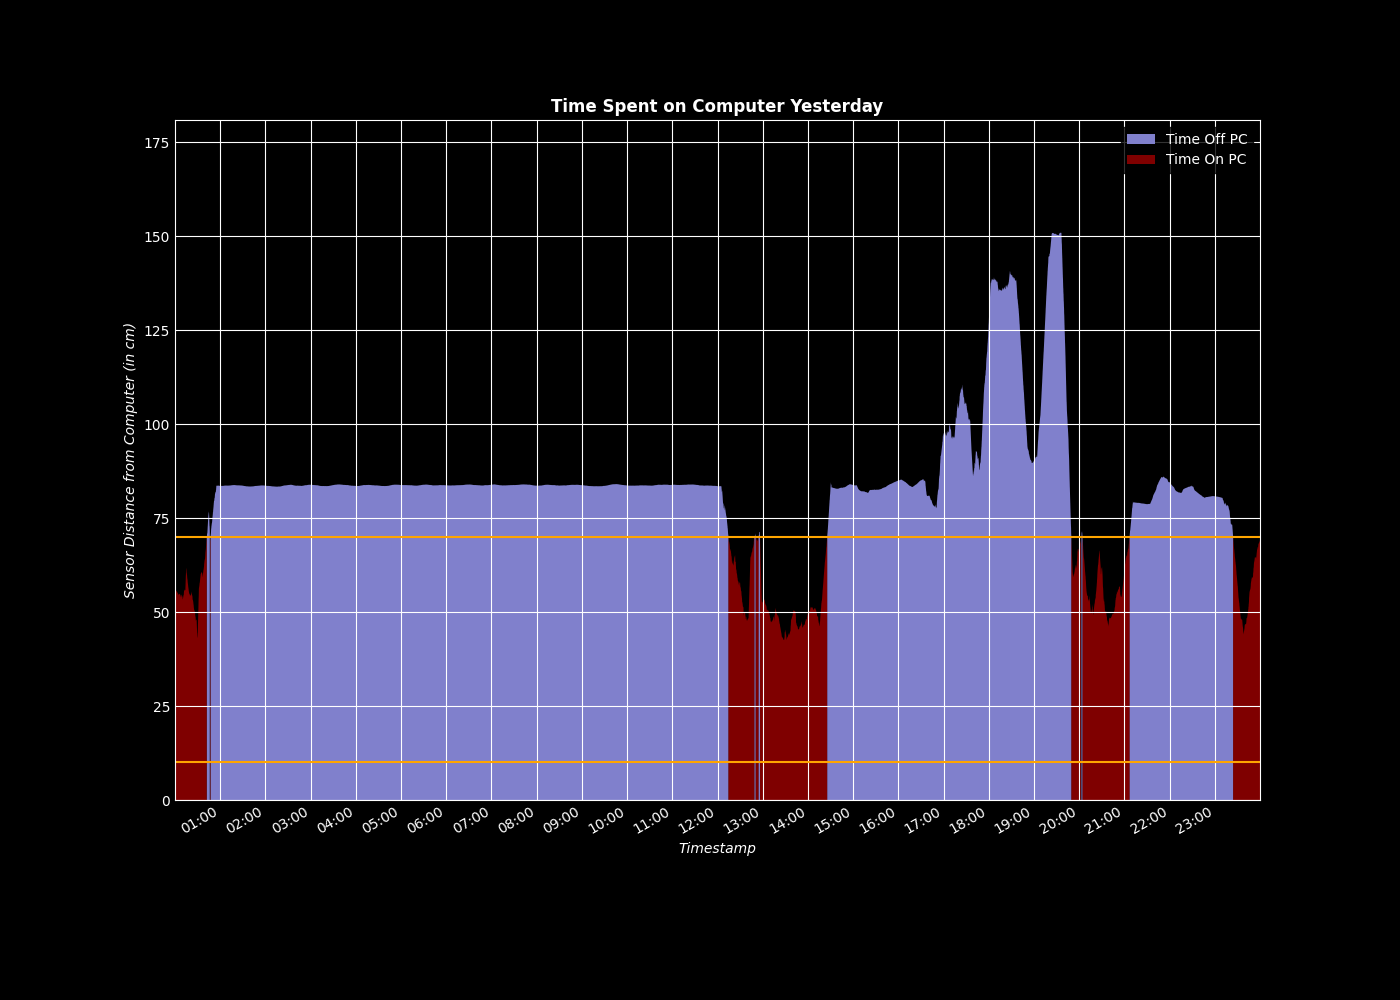 Time Spent on Computer Yesterday
Time Off PC
Time On PC
175
150
125
100
75
50
25
0
Sensor Distance from Computer (in cm)
01:00 02:00 03:00 04:00 05:00 06:00 07:00 08:00 09:00 10:00 11:00 12:00 13:00 14:00 15:00 16:00 17:00 18:00 19:00 20:00 21:00 22:00 23:00
Timestamp